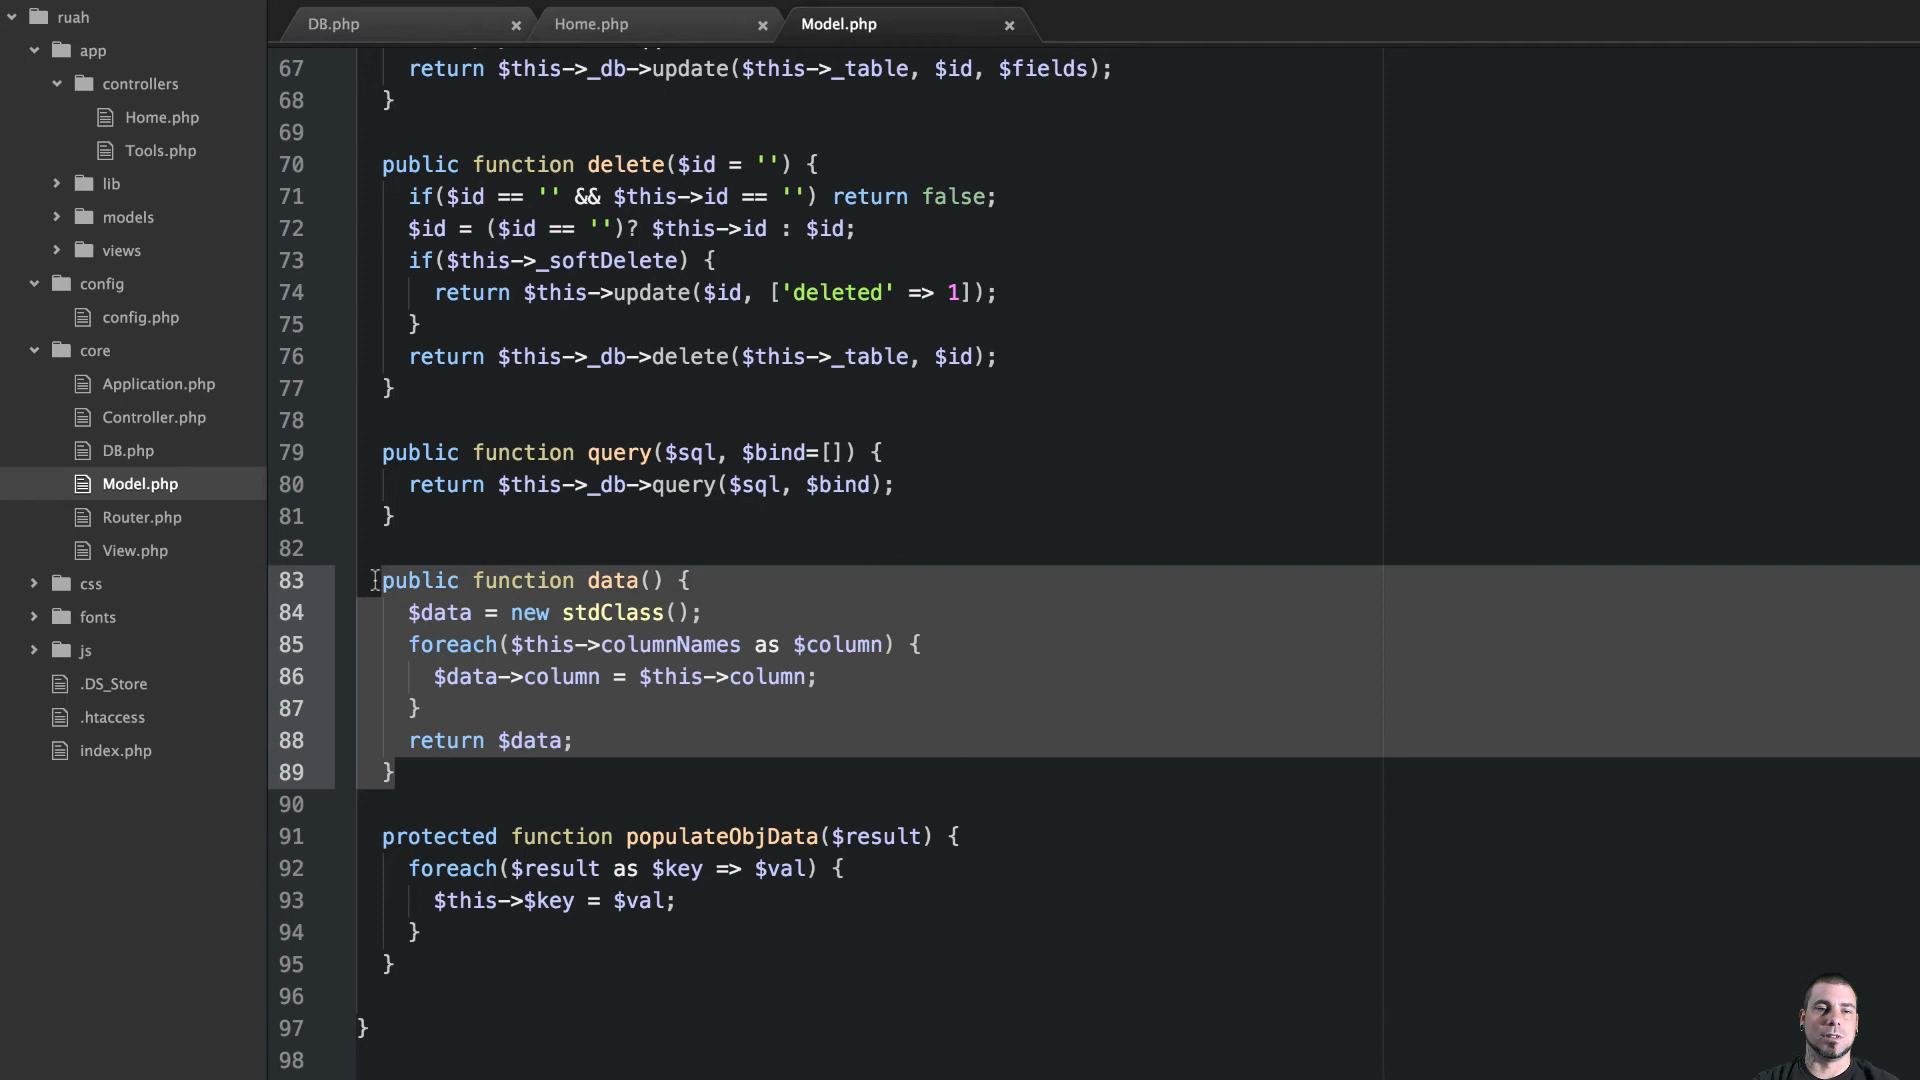 ruah
app
controllers
Home.php
Tools.php
lib
models
views
config
config.php
core
Application.php
Controller.php
DB.php
Model.php
Router.php
View.php
css
fonts
js
.DS_Store
.htaccess
index.php
DB.php × Home.php × Model.php ×
67 return $this->_db->update($this->_table, $id, $fields);
68 }
69
70 public function delete($id = '') {
71 if($id == '' && $this->id == '') return false;
72 $id = ($id == '')? $this->id : $id;
73 if($this->_softDelete) {
74 return $this->update($id, ['deleted' => 1]);
75 }
76 return $this->_db->delete($this->_table, $id);
77 }
78
79 public function query($sql, $bind=[]) {
80 return $this->_db->query($sql, $bind);
81 }
82
83 public function data() {
84 $data = new stdClass();
85 foreach($this->columnNames as $column) {
86 $data->column = $this->column;
87 }
88 return $data;
89 }
90
91 protected function populateObjData($result) {
92 foreach($result as $key => $val) {
93 $this->$key = $val;
94 }
95 }
96
97 }
98